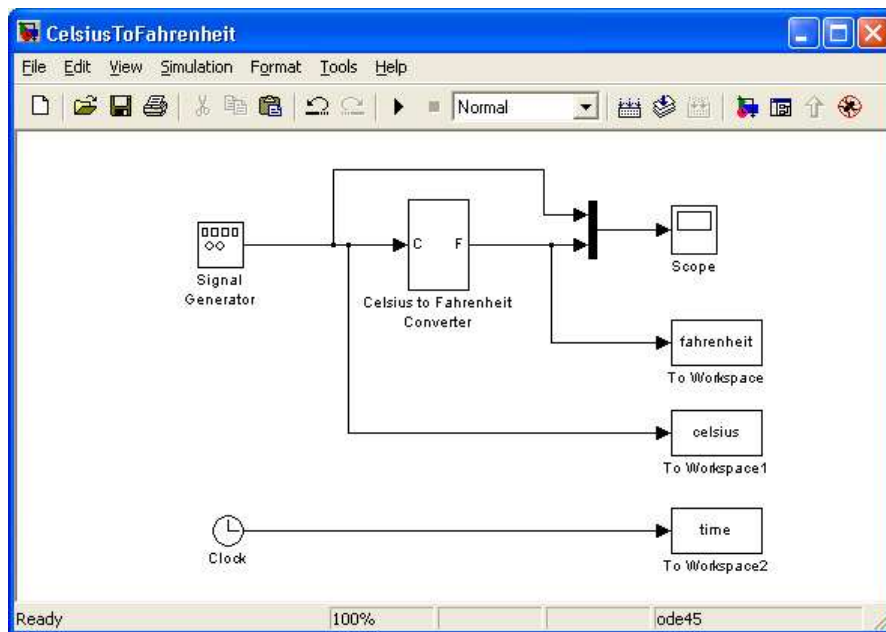 CelsiusToFahrenheit
File Edit View Simulation Format Tools Help
Normal
Signal
Generator
C F
Celsius to Fahrenheit
Converter
Scope
fahrenheit
To Workspace
celsius
To Workspace1
Clock
time
To Workspace2
Ready 100% ode45